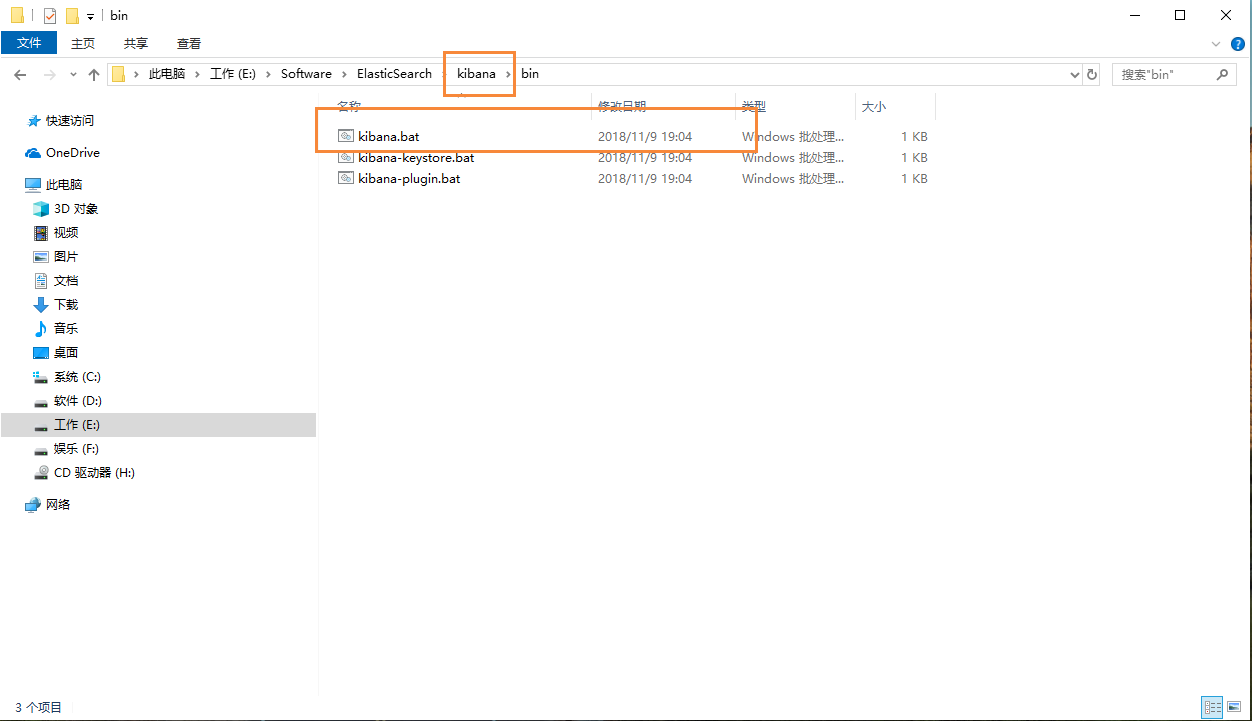 bin
文件 主页 共享 查看
此电脑 工作 (E:) Software ElasticSearch kibana bin 搜索"bin"
名称 修改日期 类型 大小
kibana.bat 2018/11/9 19:04 Windows 批处理... 1 KB
kibana-keystore.bat 2018/11/9 19:04 Windows 批处理... 1 KB
kibana-plugin.bat 2018/11/9 19:04 Windows 批处理... 1 KB
快速访问
OneDrive
此电脑
3D 对象
视频
图片
文档
下载
音乐
桌面
系统 (C:)
软件 (D:)
工作 (E:)
娱乐 (F:)
CD 驱动器 (H:)
网络
3 个项目